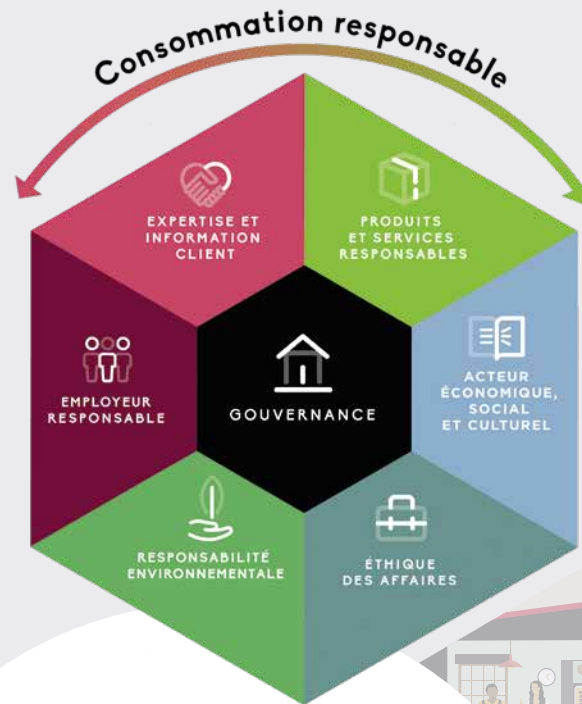 Consommation responsable
EXPERTISE ET
INFORMATION
CLIENT
PRODUITS
ET SERVICES
RESPONSABLES
EMPLOYEUR
RESPONSABLE
GOUVERNANCE
ACTEUR
ÉCONOMIQUE,
SOCIAL
ET CULTUREL
RESPONSABILITÉ
ENVIRONNEMENTALE
ÉTHIQUE
DES AFFAIRES